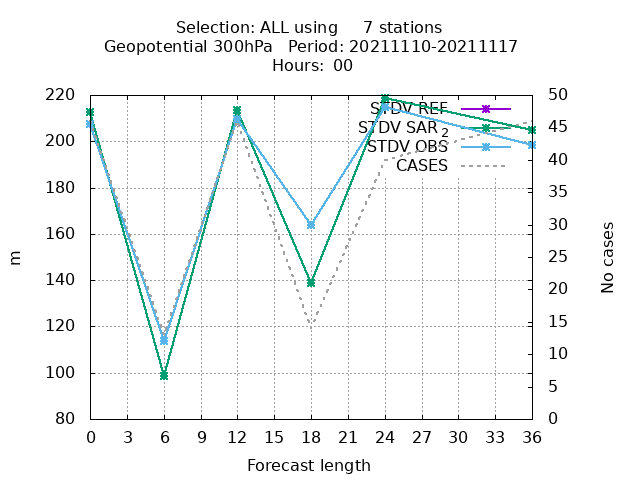 Selection: ALL using     7 stations
Geopotential 300hPa   Period: 20211110-20211117
Hours:  00
220
200
180
160
140
120
100
80
m
STDV REF
STDV SAR 2
STDV OBS
CASES
50
45
40
35
30
25
20
15
10
5
0
No cases
0 3 6 9 12 15 18 21 24 27 30 33 36
Forecast length